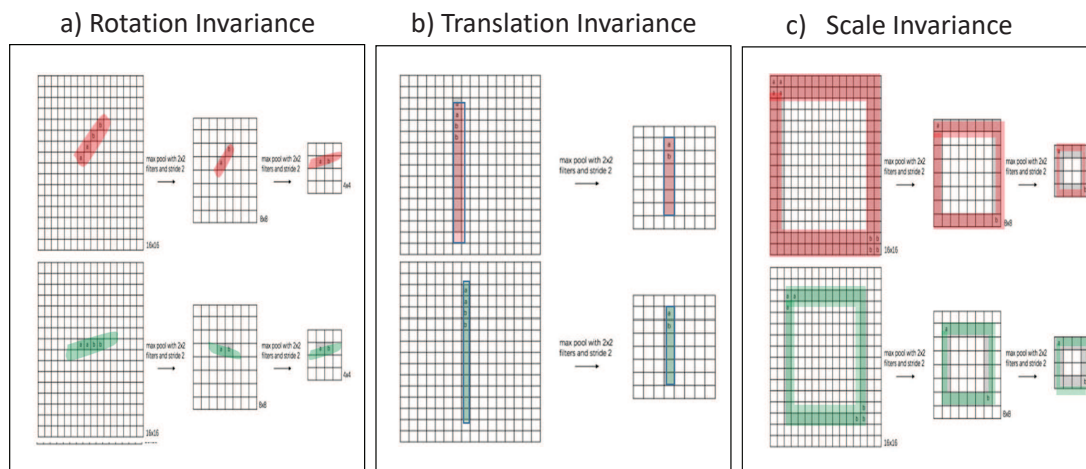 a) Rotation Invariance
b) Translation Invariance
c) Scale Invariance
b
b
a
a
max pool with 2x2
filters and stride 2
b
a
8x8
max pool with 2x2
filters and stride 2
a b
4x4
16x16
a a b b
max pool with 2x2
filters and stride 2
a b
8x8
max pool with 2x2
filters and stride 2
a b
4x4
16x16
a
a
b
b
max pool with 2x2
filters and stride 2
a
b
a
a
b
b
max pool with 2x2
filters and stride 2
a
b
a a
a a
b b
b b
16x16
max pool with 2x2
filters and stride 2
a
b
8x8
max pool with 2x2
filters and stride 2
a
b
a a
a
b
b b
16x16
max pool with 2x2
filters and stride 2
a
b
8x8
max pool with 2x2
filters and stride 2
a
b